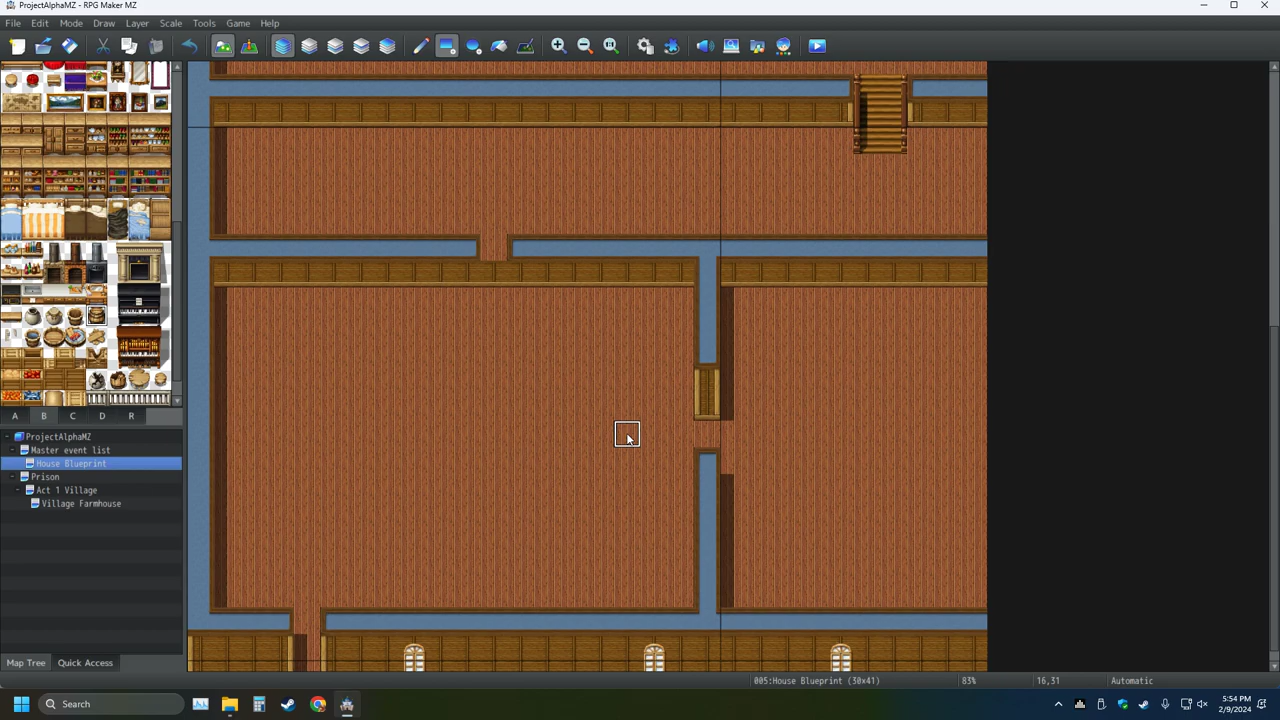 ProjectAlphaMZ - RPG Maker MZ
File Edit Mode Draw Layer Scale Tools Game Help
A B C D R
ProjectAlphaMZ
Master event list
House Blueprint
Prison
Act 1 Village
Village Farmhouse
Map Tree Quick Access
005:House Blueprint (30x41) 83% 16,31 Automatic
Search
5:54 PM
2/9/2024